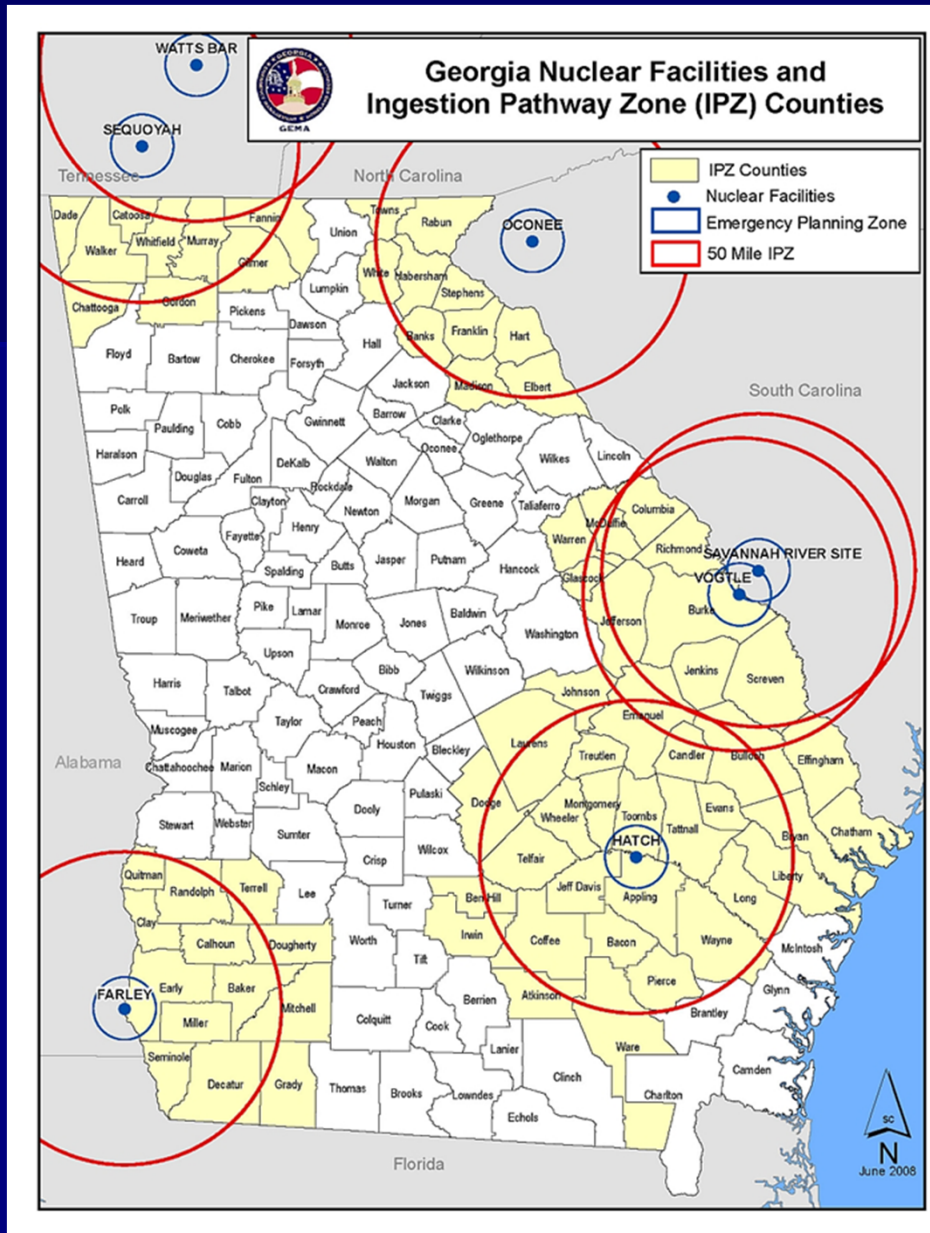 Georgia Nuclear Facilities and
Ingestion Pathway Zone (IPZ) Counties
GEORGIA
GEMA
IPZ Counties
Nuclear Facilities
Emergency Planning Zone
50 Mile IPZ
WATTS BAR
SEQUOYAH
Tennessee
North Carolina
OCONEE
Dade
Catoosa
Fannin
Towns
Rabun
Union
Walker
Whitfield
Murray
Gilmer
White
Habersham
Lumpkin
Stephens
Chattooga
Gordon
Pickens
Dawson
Banks
Franklin
Hart
Floyd
Bartow
Cherokee
Forsyth
Hall
Jackson
Madison
Elbert
South Carolina
Polk
Paulding
Cobb
Gwinnett
Barrow
Clarke
Oglethorpe
Oconee
Wilkes
Lincoln
Haralson
Douglas
Fulton
DeKalb
Walton
Rockdale
Carroll
Clayton
Newton
Morgan
Greene
Taliaferro
Columbia
McDuffie
Warren
Richmond
Fayette
Henry
Heard
Coweta
Spalding
Butts
Jasper
Putnam
Hancock
Glascock
SAVANNAH RIVER SITE
VOGTLE
Burke
Troup
Meriwether
Pike
Lamar
Monroe
Jones
Baldwin
Washington
Jefferson
Upson
Bibb
Wilkinson
Jenkins
Screven
Harris
Talbot
Crawford
Twiggs
Johnson
Emanuel
Muscogee
Taylor
Peach
Houston
Bleckley
Laurens
Treutlen
Candler
Bulloch
Effingham
Alabama
Chattahoochee
Marion
Macon
Schley
Pulaski
Dodge
Montgomery
Wheeler
Toombs
Evans
Tattnall
Bryan
Chatham
Stewart
Webster
Sumter
Dooly
Wilcox
Crisp
Telfair
HATCH
Liberty
Quitman
Randolph
Terrell
Lee
Turner
Ben Hill
Jeff Davis
Appling
Long
Clay
Calhoun
Dougherty
Worth
Irwin
Coffee
Bacon
Wayne
McIntosh
Tift
FARLEY
Early
Baker
Mitchell
Pierce
Atkinson
Glynn
Miller
Colquitt
Cook
Berrien
Brantley
Seminole
Lanier
Ware
Decatur
Grady
Thomas
Brooks
Lowndes
Clinch
Charlton
Camden
Echols
Florida
SC
N
June 2008